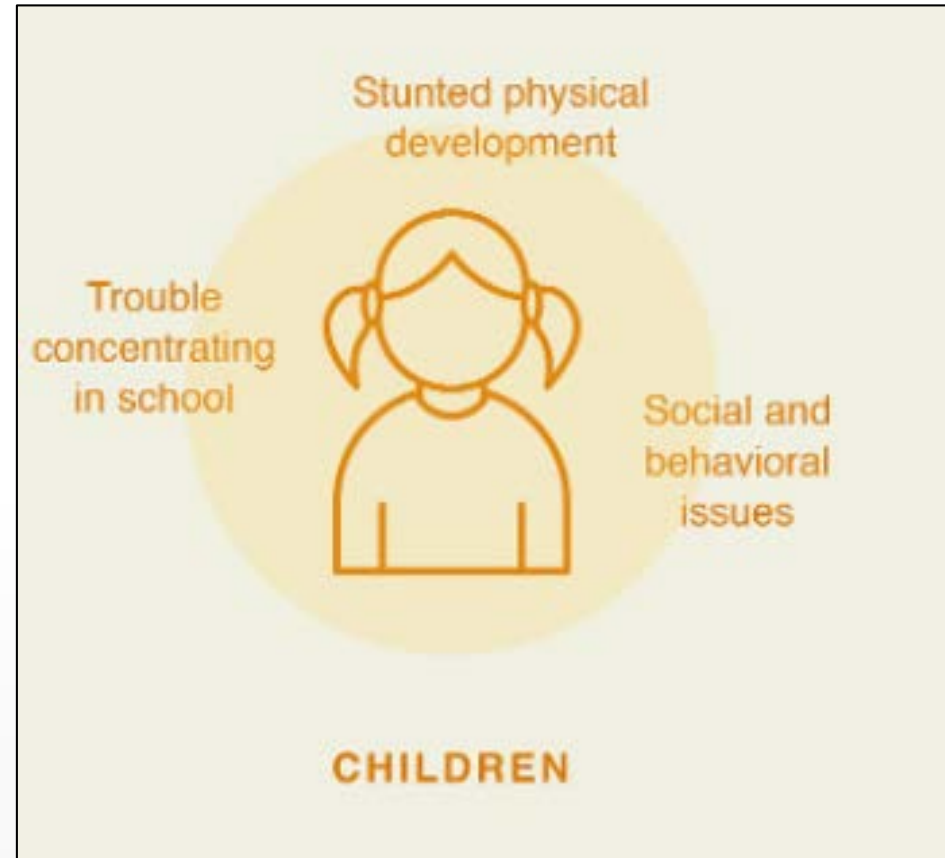 Stunted physical
development
Trouble
concentrating
in school
Social and
behavioral
issues
CHILDREN